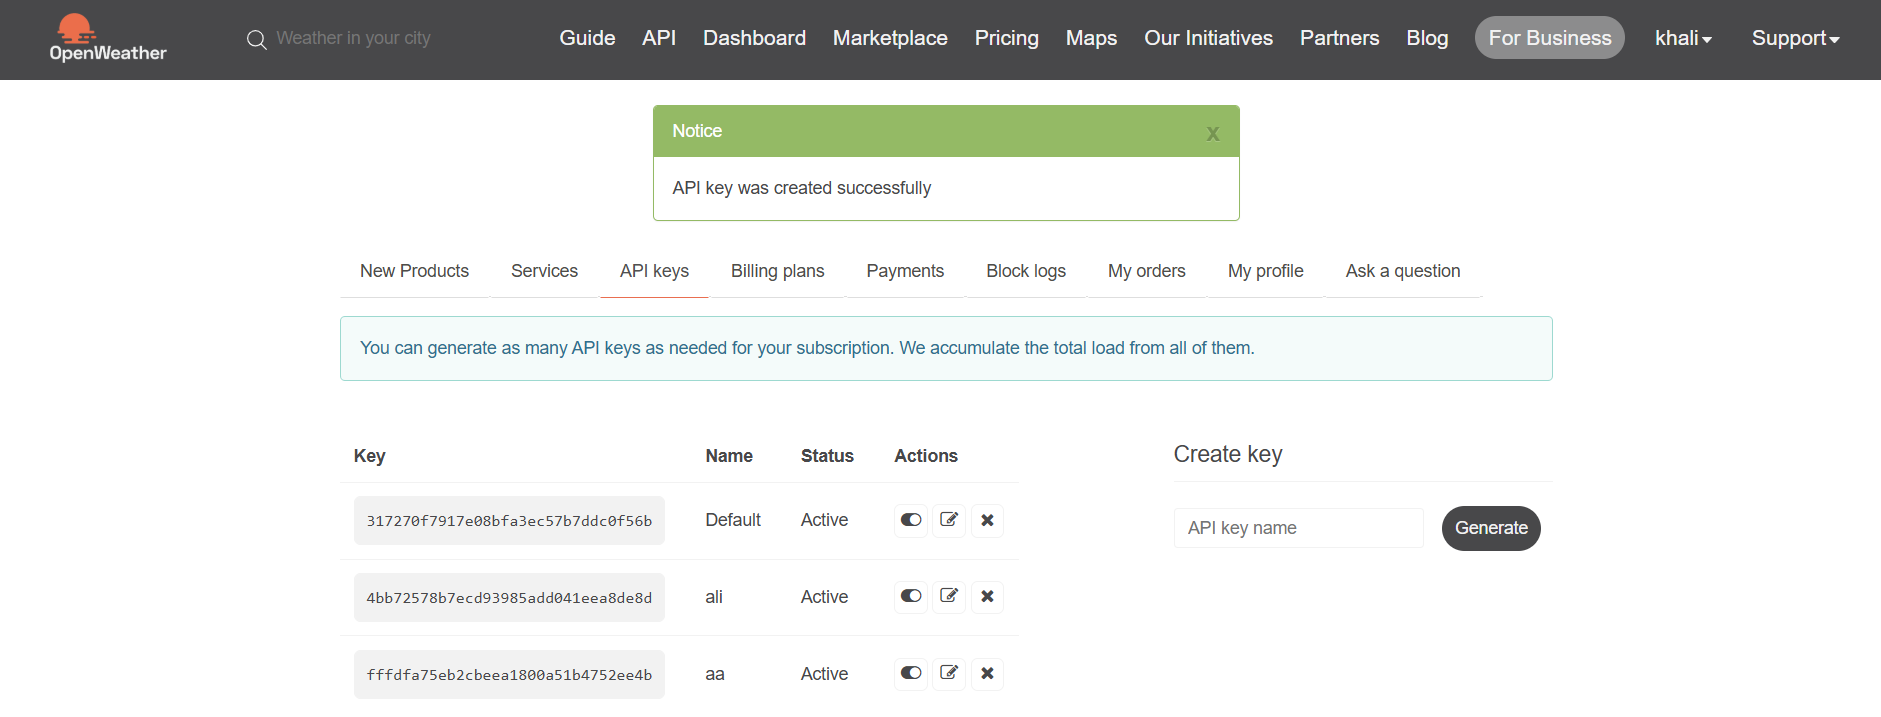 OpenWeather
Weather in your city
Guide API Dashboard Marketplace Pricing Maps Our Initiatives Partners Blog For Business khali Support
Notice x
API key was created successfully
New Products Services API keys Billing plans Payments Block logs My orders My profile Ask a question
You can generate as many API keys as needed for your subscription. We accumulate the total load from all of them.
Key Name Status Actions
317270f7917e08bfa3ec57b7ddc0f56b Default Active
4bb72578b7ecd93985add041eea8de8d ali Active
fffdfa75eb2cbeea1800a51b4752ee4b aa Active
Create key
API key name Generate